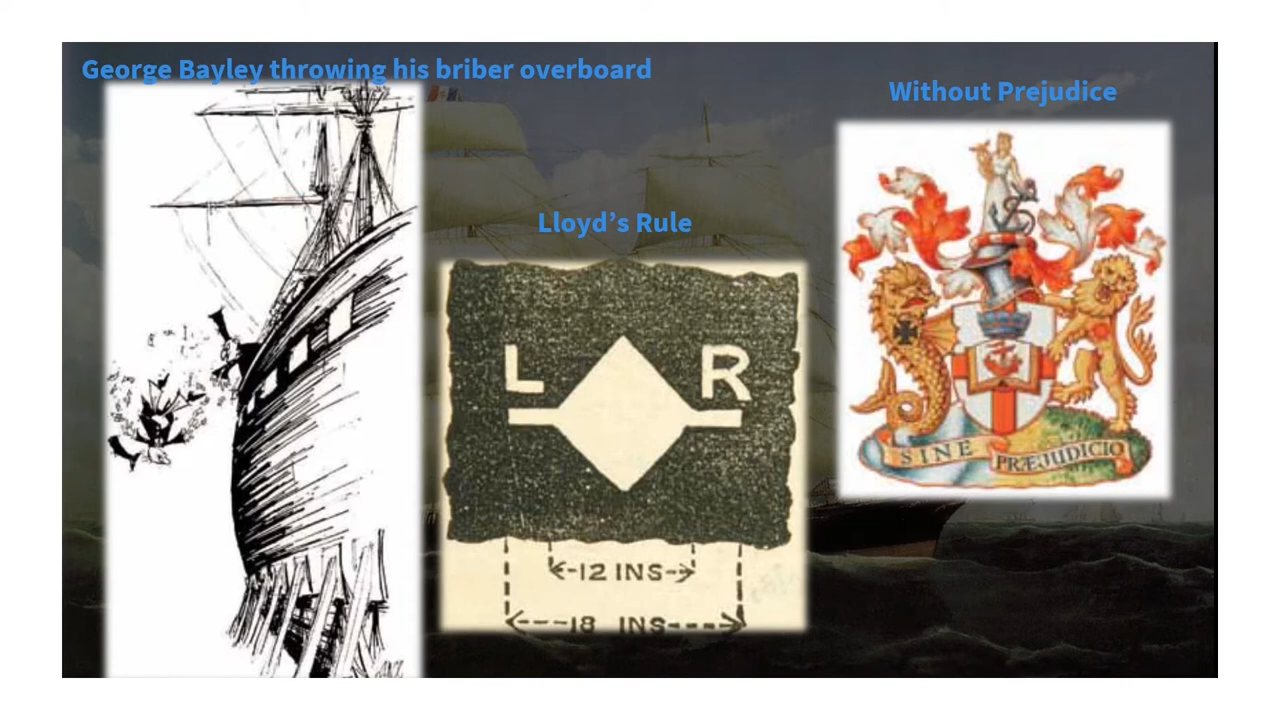 George Bayley throwing his briber overboard
Without Prejudice
Lloyd’s Rule
L R
12 INS
18 INS
SINE PRÆJUDICIO